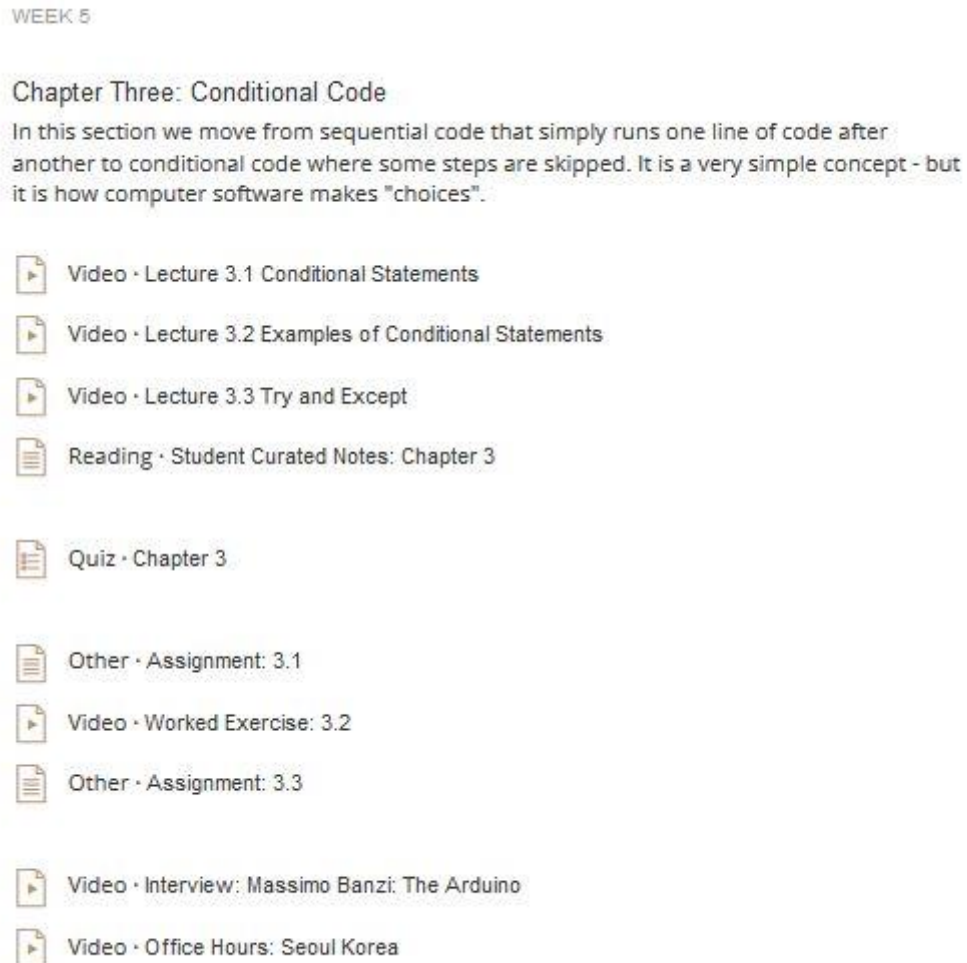 WEEK 5
Chapter Three: Conditional Code
In this section we move from sequential code that simply runs one line of code after
another to conditional code where some steps are skipped. It is a very simple concept - but
it is how computer software makes "choices".
Video · Lecture 3.1 Conditional Statements
Video · Lecture 3.2 Examples of Conditional Statements
Video · Lecture 3.3 Try and Except
Reading · Student Curated Notes: Chapter 3
Quiz · Chapter 3
Other · Assignment: 3.1
Video · Worked Exercise: 3.2
Other · Assignment: 3.3
Video · Interview: Massimo Banzi: The Arduino
Video · Office Hours: Seoul Korea